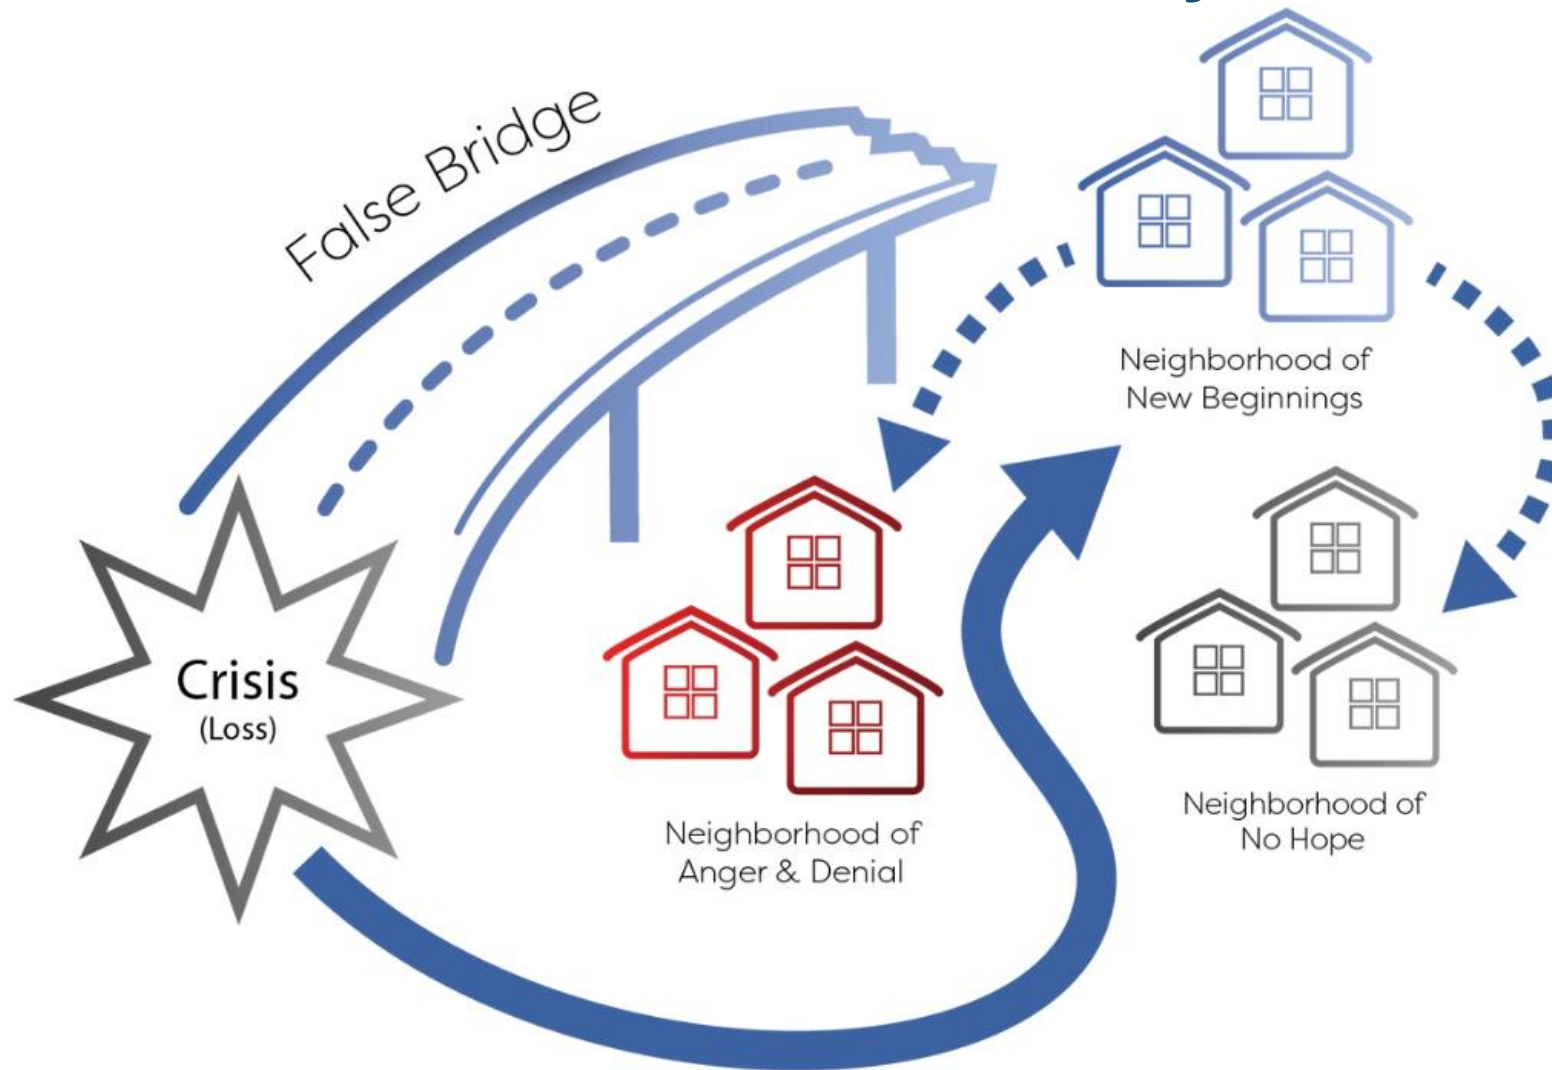 False Bridge
Neighborhood of
New Beginnings
Crisis
(Loss)
Neighborhood of
Anger & Denial
Neighborhood of
No Hope